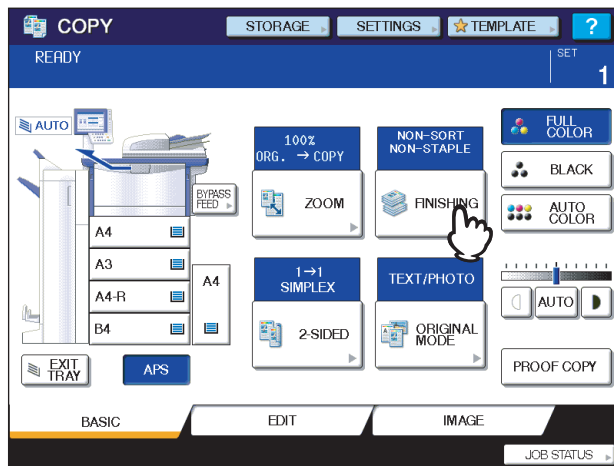 COPY
STORAGE
SETTINGS
TEMPLATE
?
READY
SET
1
AUTO
BYPASS
FEED
A4
A3
A4-R
B4
A4
EXIT
TRAY
APS
100%
ORG. → COPY
ZOOM
NON-SORT
NON-STAPLE
FINISHING
1→1
SIMPLEX
2-SIDED
TEXT/PHOTO
ORIGINAL
MODE
FULL
COLOR
BLACK
AUTO
COLOR
AUTO
PROOF COPY
BASIC
EDIT
IMAGE
JOB STATUS